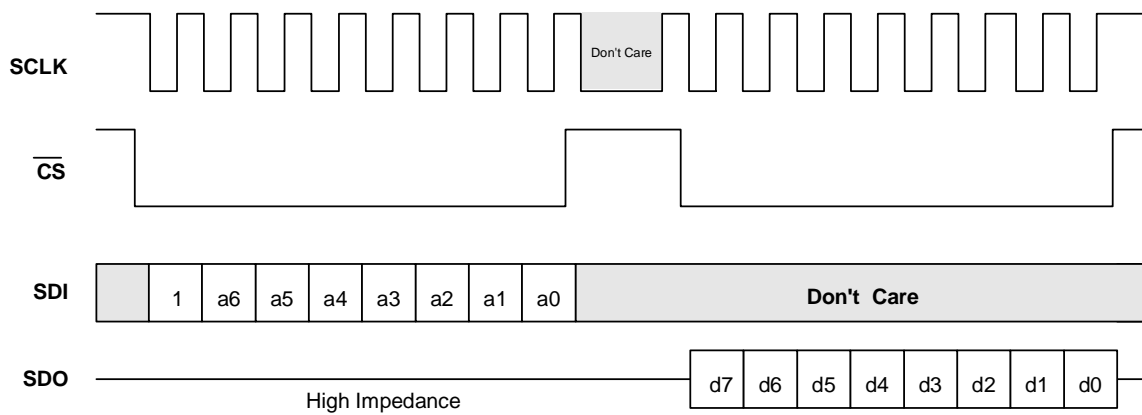 SCLK
Don't Care
CS
SDI
1 a6 a5 a4 a3 a2 a1 a0
Don't Care
SDO
High Impedance
d7 d6 d5 d4 d3 d2 d1 d0